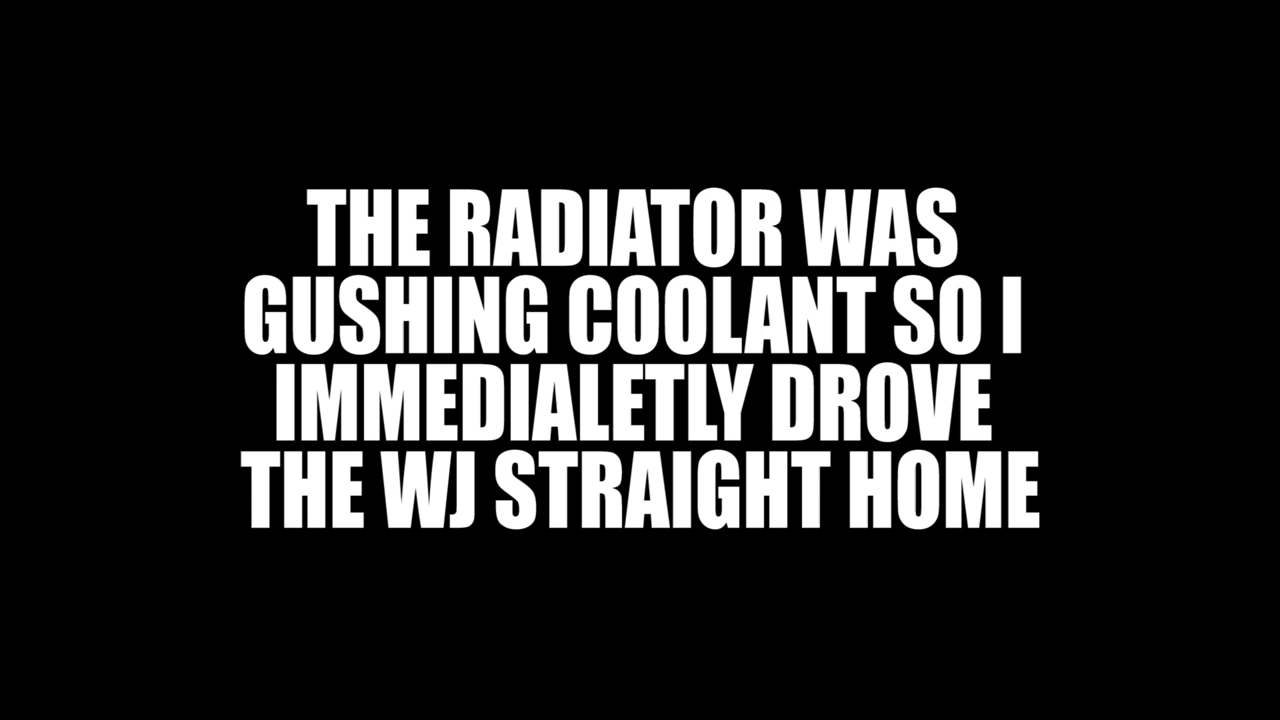 THE RADIATOR WAS
GUSHING COOLANT SO I
IMMEDIALETLY DROVE
THE WJ STRAIGHT HOME